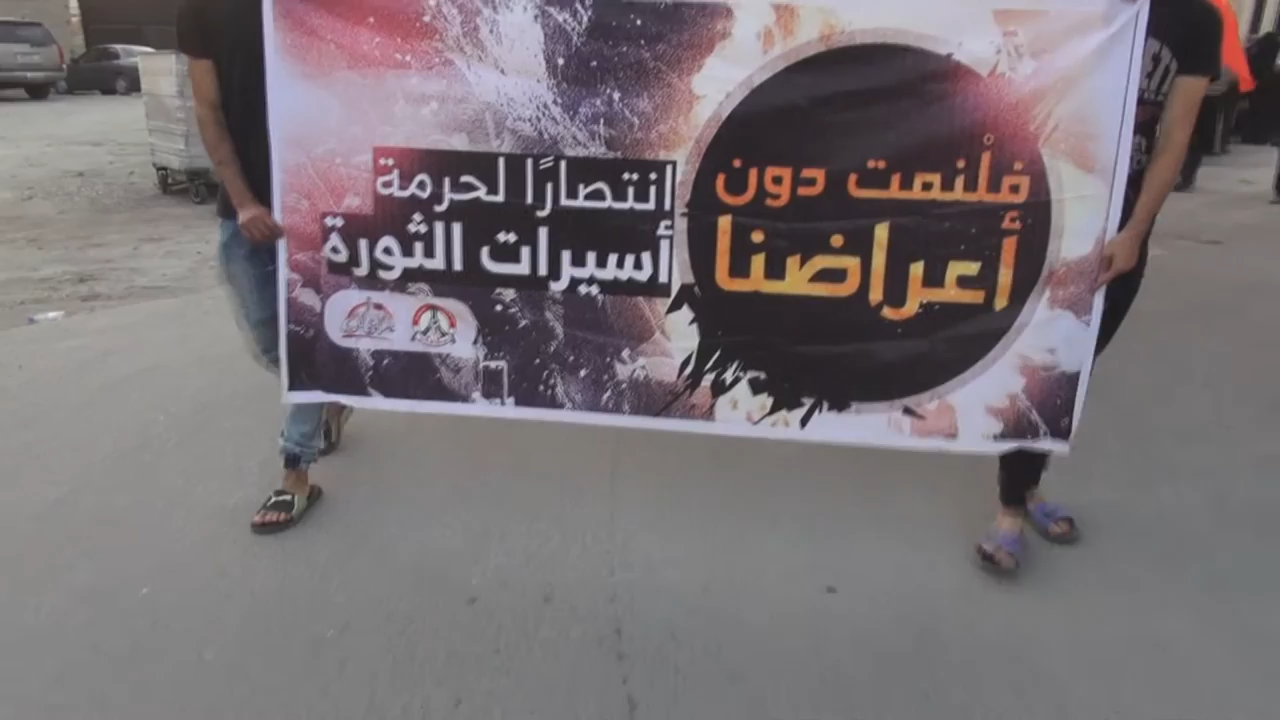 فلْنمت دون
أعراضنا
انتصارًا لحرمة
أسيرات الثورة